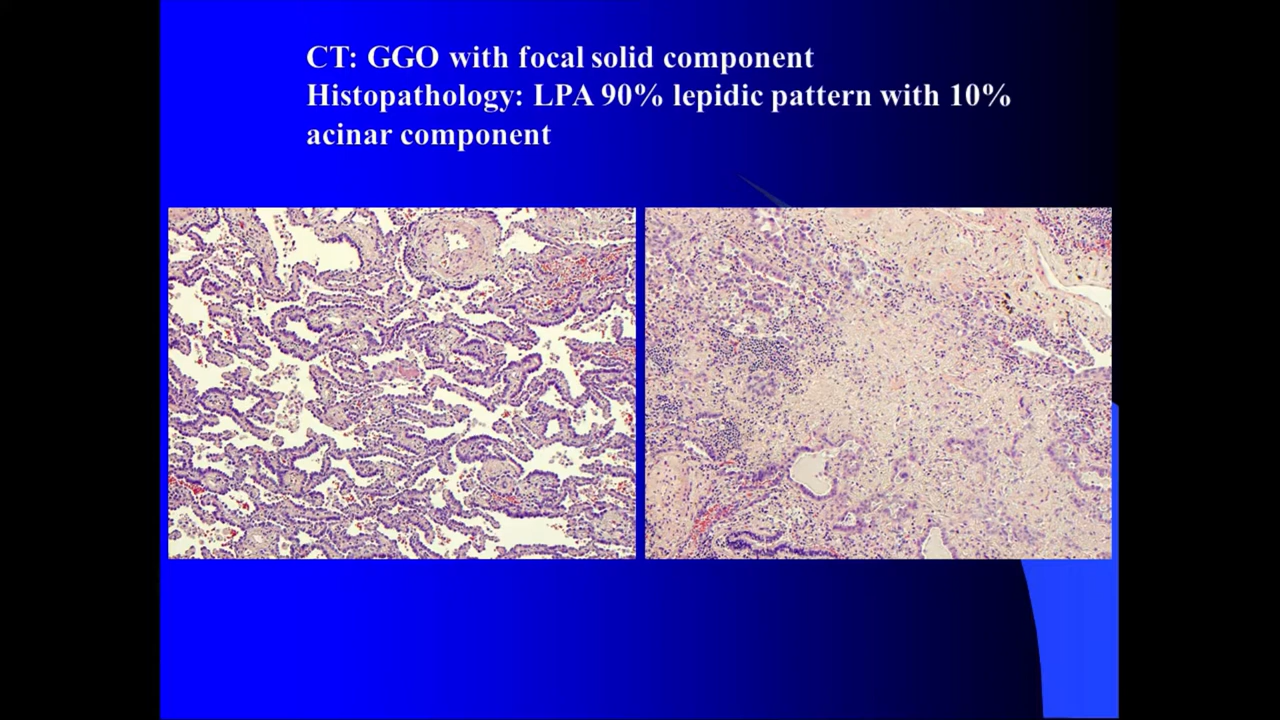 CT: GGO with focal solid component
Histopathology: LPA 90% lepidic pattern with 10%
acinar component